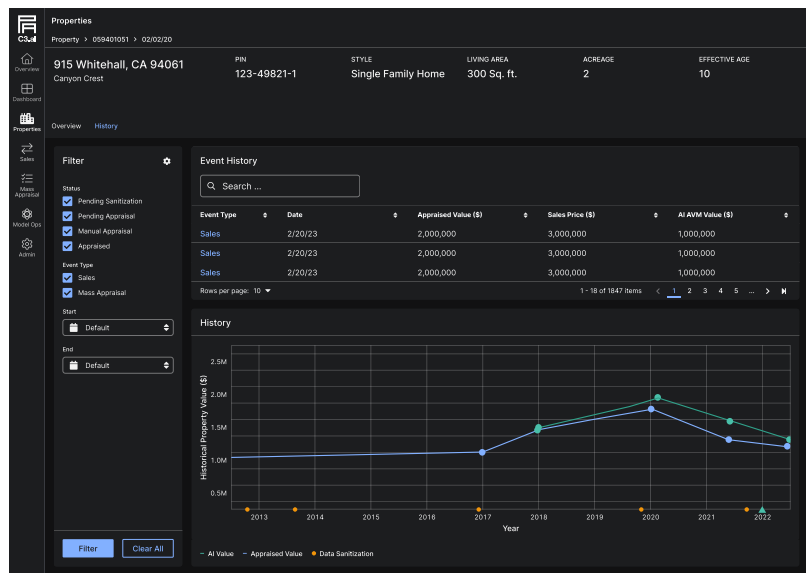 C3.ai
Overview
Dashboard
Properties
Sales
Mass
Appraisal
Model Ops
Admin
Properties
Property > 059401051 > 02/02/20
915 Whitehall, CA 94061
Canyon Crest
PIN
123-49821-1
STYLE
Single Family Home
LIVING AREA
300 Sq. ft.
ACREAGE
2
EFFECTIVE AGE
10
Overview History
Filter
Status
Pending Sanitization
Pending Appraisal
Manual Appraisal
Appraised
Event Type
Sales
Mass Appraisal
Start
Default
End
Default
Filter Clear All
Event History
Search ...
Event Type Date Appraised Value ($) Sales Price ($) AI AVM Value ($)
Sales 2/20/23 2,000,000 3,000,000 1,000,000
Sales 2/20/23 2,000,000 3,000,000 1,000,000
Sales 2/20/23 2,000,000 3,000,000 1,000,000
Rows per page: 10 1 - 18 of 1847 items 1 2 3 4 5 ...
History
Historical Property Value ($)
2.5M
2.0M
1.5M
1.0M
0.5M
2013 2014 2015 2016 2017 2018 2019 2020 2021 2022
Year
AI Value Appraised Value Data Sanitization